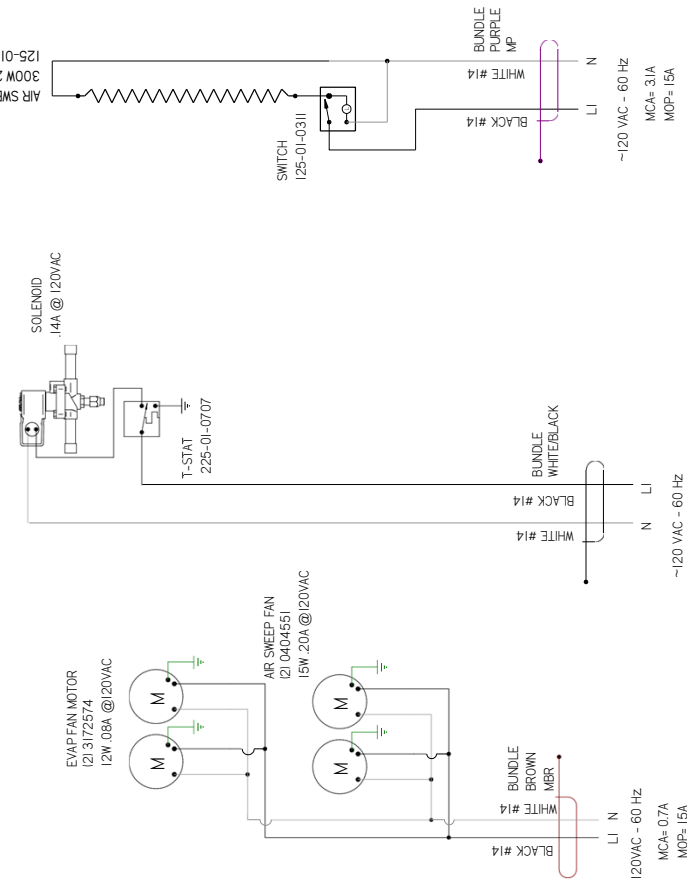 AIR SWE
300W 2
125-01
SWITCH
125-01-0311
BUNDLE
PURPLE
MP
WHITE #14
BLACK #14
N
L1
~120 VAC - 60 Hz
MCA= 3.1A
MOP= 15A
SOLENOID
.14A @ 120VAC
T-STAT
225-01-0707
BUNDLE
WHITE/BLACK
BLACK #14
WHITE #14
L1
N
~120 VAC - 60 Hz
EVAP FAN MOTOR
(2) 3172574
12W .08A @120VAC
M
M
AIR SWEEP FAN
(2) 0404551
15W .20A @120VAC
M
M
BUNDLE
BROWN
MBR
WHITE #14
BLACK #14
N
L1
120VAC - 60 Hz
MCA= 0.7A
MOP= 15A